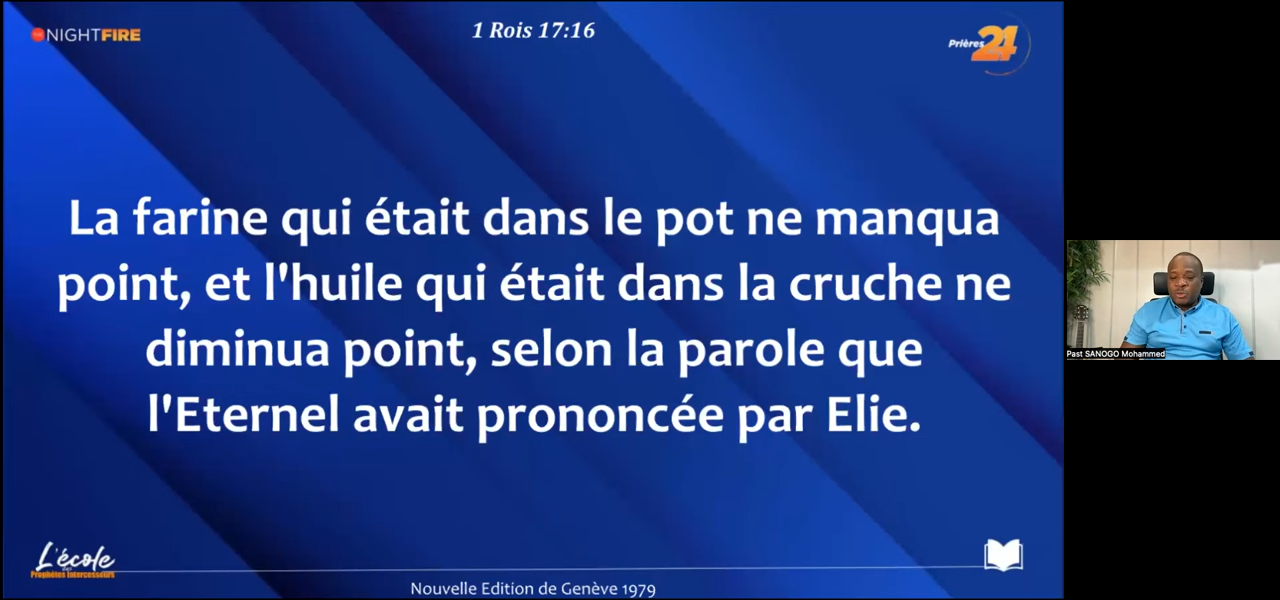 NIGHTFIRE
1 Rois 17:16
Prières 24
La farine qui était dans le pot ne manqua
point, et l'huile qui était dans la cruche ne
diminua point, selon la parole que
l'Eternel avait prononcée par Elie.
Past SANOGO Mohammed
L'école
Prophètes Intercesseurs
Nouvelle Edition de Genève 1979